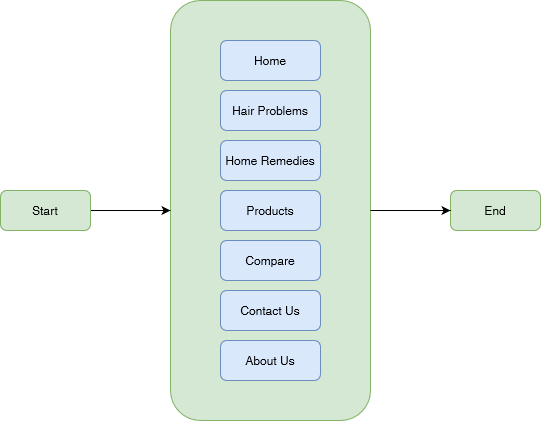 Home
Hair Problems
Home Remedies
Start
Products
End
Compare
Contact Us
About Us